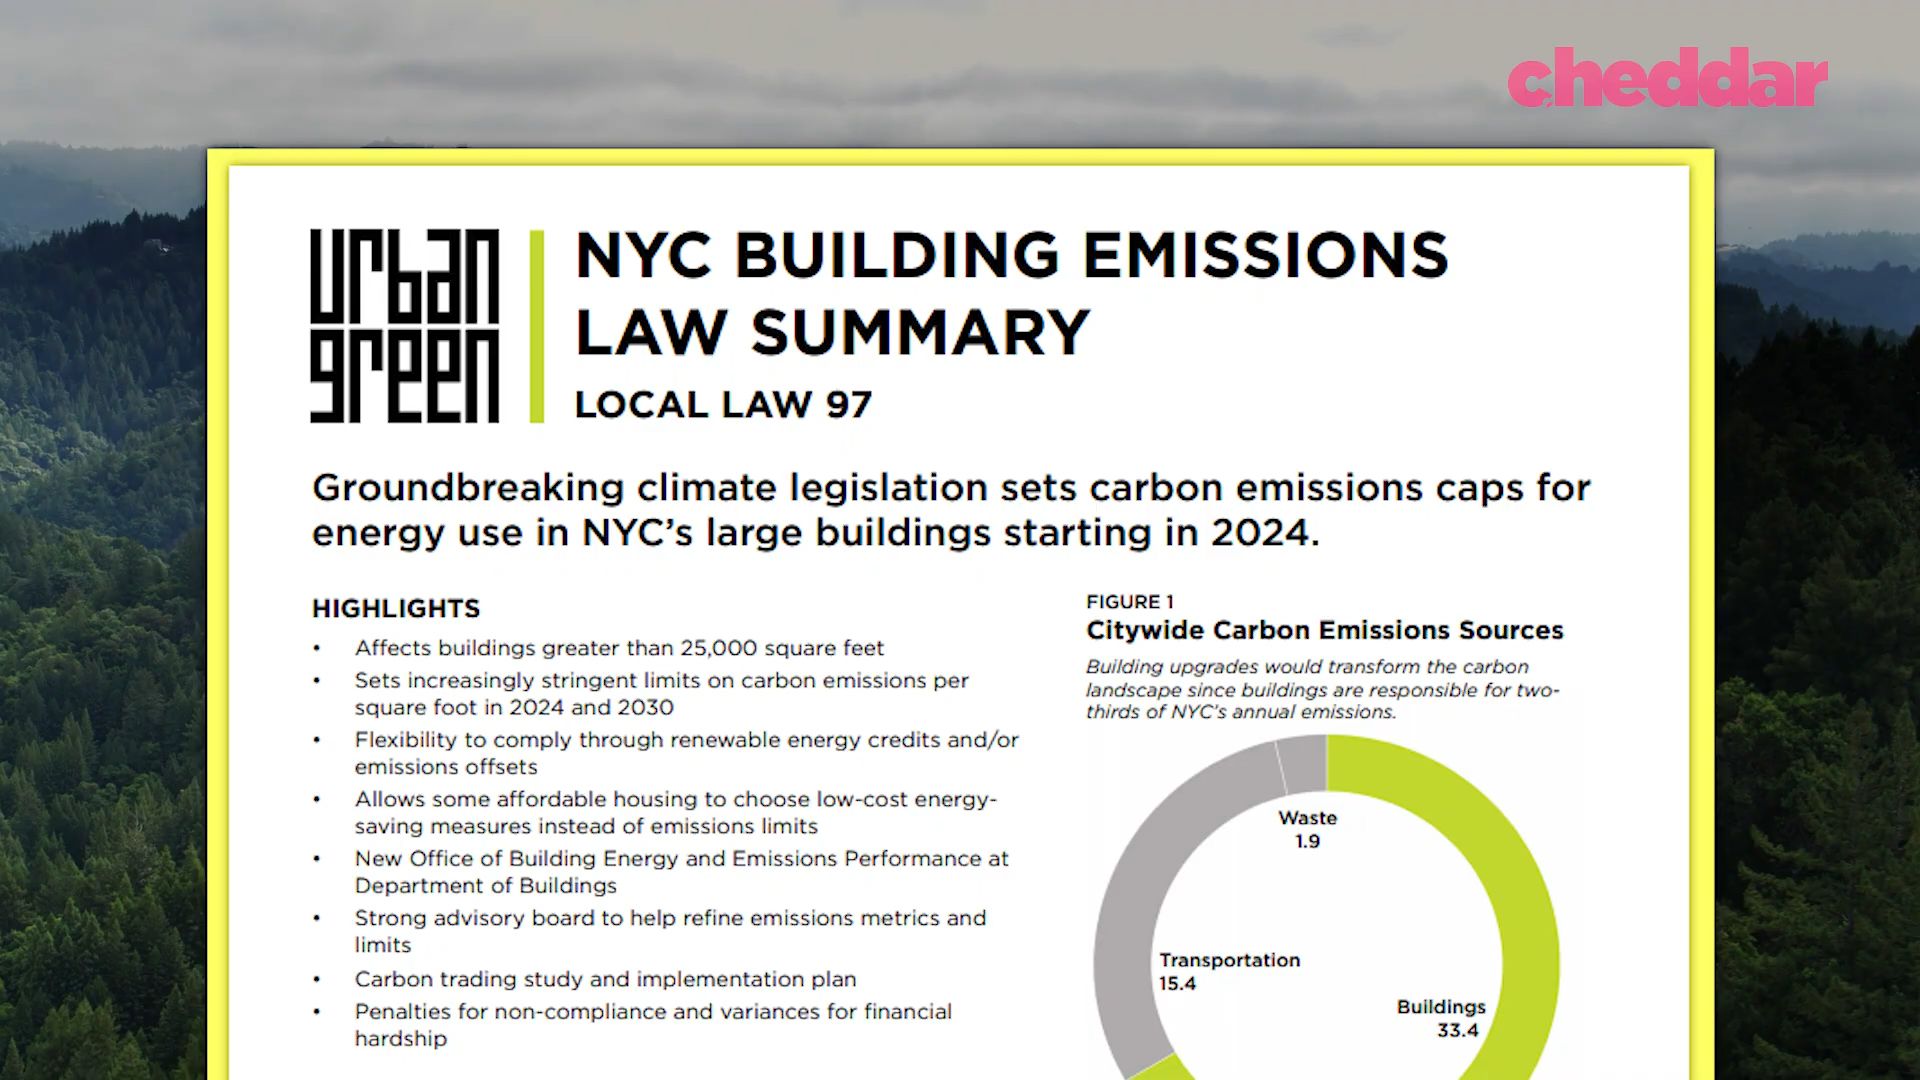 cheddar
urban
green
NYC BUILDING EMISSIONS
LAW SUMMARY
LOCAL LAW 97
Groundbreaking climate legislation sets carbon emissions caps for
energy use in NYC's large buildings starting in 2024.
HIGHLIGHTS
• Affects buildings greater than 25,000 square feet
• Sets increasingly stringent limits on carbon emissions per
square foot in 2024 and 2030
• Flexibility to comply through renewable energy credits and/or
emissions offsets
• Allows some affordable housing to choose low-cost energy-
saving measures instead of emissions limits
• New Office of Building Energy and Emissions Performance at
Department of Buildings
• Strong advisory board to help refine emissions metrics and
limits
• Carbon trading study and implementation plan
• Penalties for non-compliance and variances for financial
hardship
FIGURE 1
Citywide Carbon Emissions Sources
Building upgrades would transform the carbon
landscape since buildings are responsible for two-
thirds of NYC's annual emissions.
Waste
1.9
Transportation
15.4
Buildings
33.4